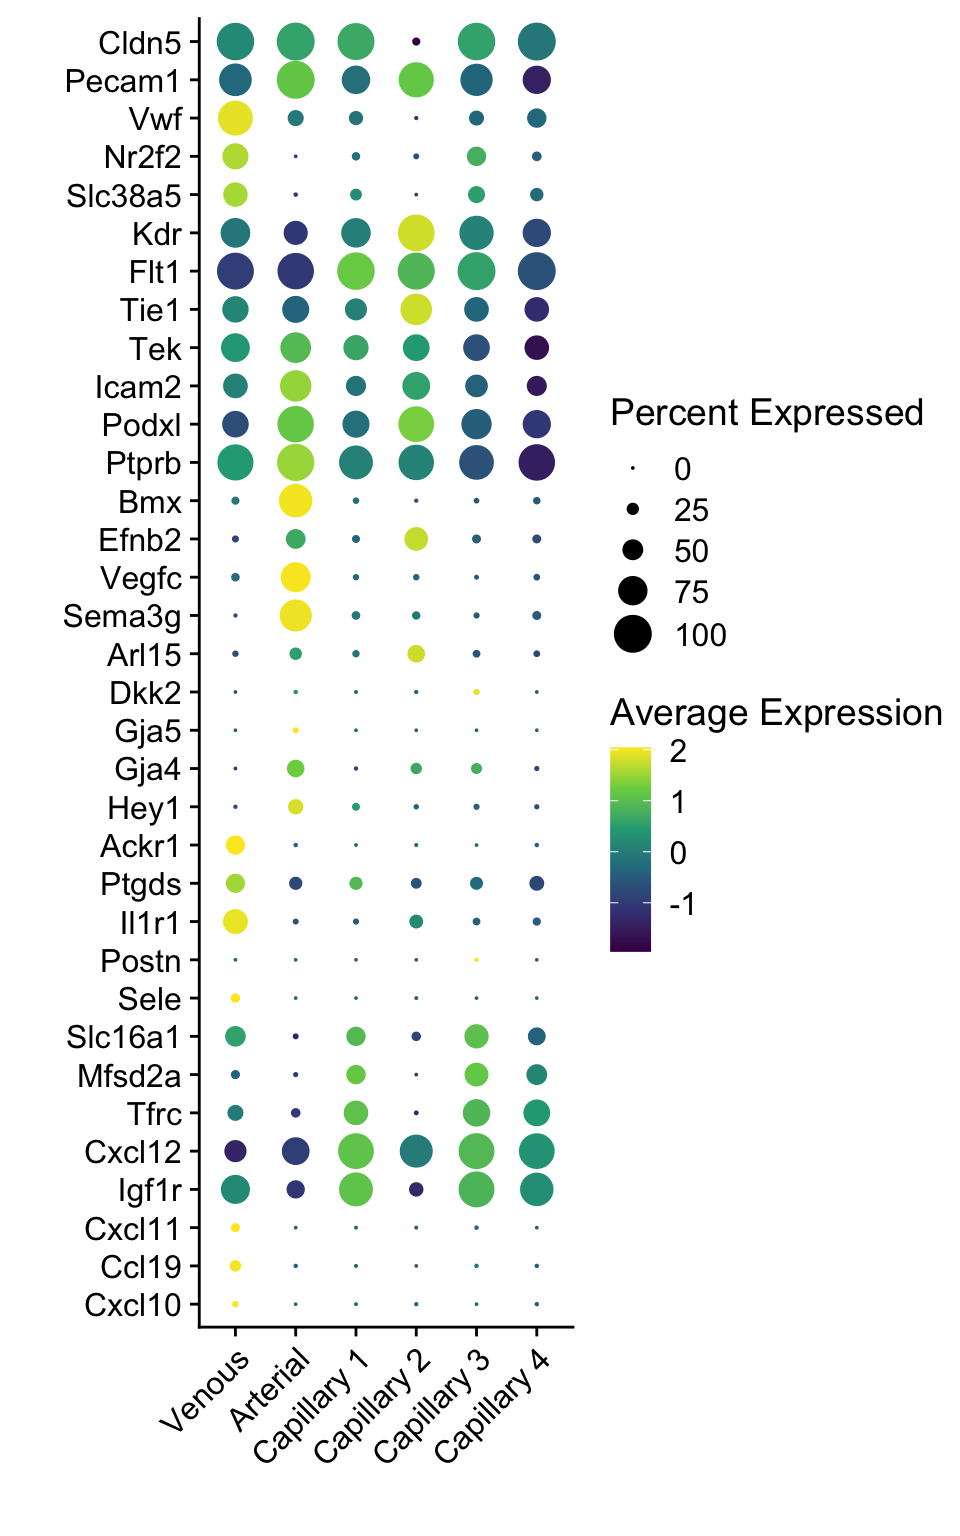 Cldn5
Pecam1
Vwf
Nr2f2
Slc38a5
Kdr
Flt1
Tie1
Tek
Icam2
Podxl
Ptprb
Bmx
Efnb2
Vegfc
Sema3g
Arl15
Dkk2
Gja5
Gja4
Hey1
Ackr1
Ptgds
Il1r1
Postn
Sele
Slc16a1
Mfsd2a
Tfrc
Cxcl12
Igf1r
Cxcl11
Ccl19
Cxcl10
Venous
Arterial
Capillary 1
Capillary 2
Capillary 3
Capillary 4
Percent Expressed
0
25
50
75
100
Average Expression
2
1
0
-1